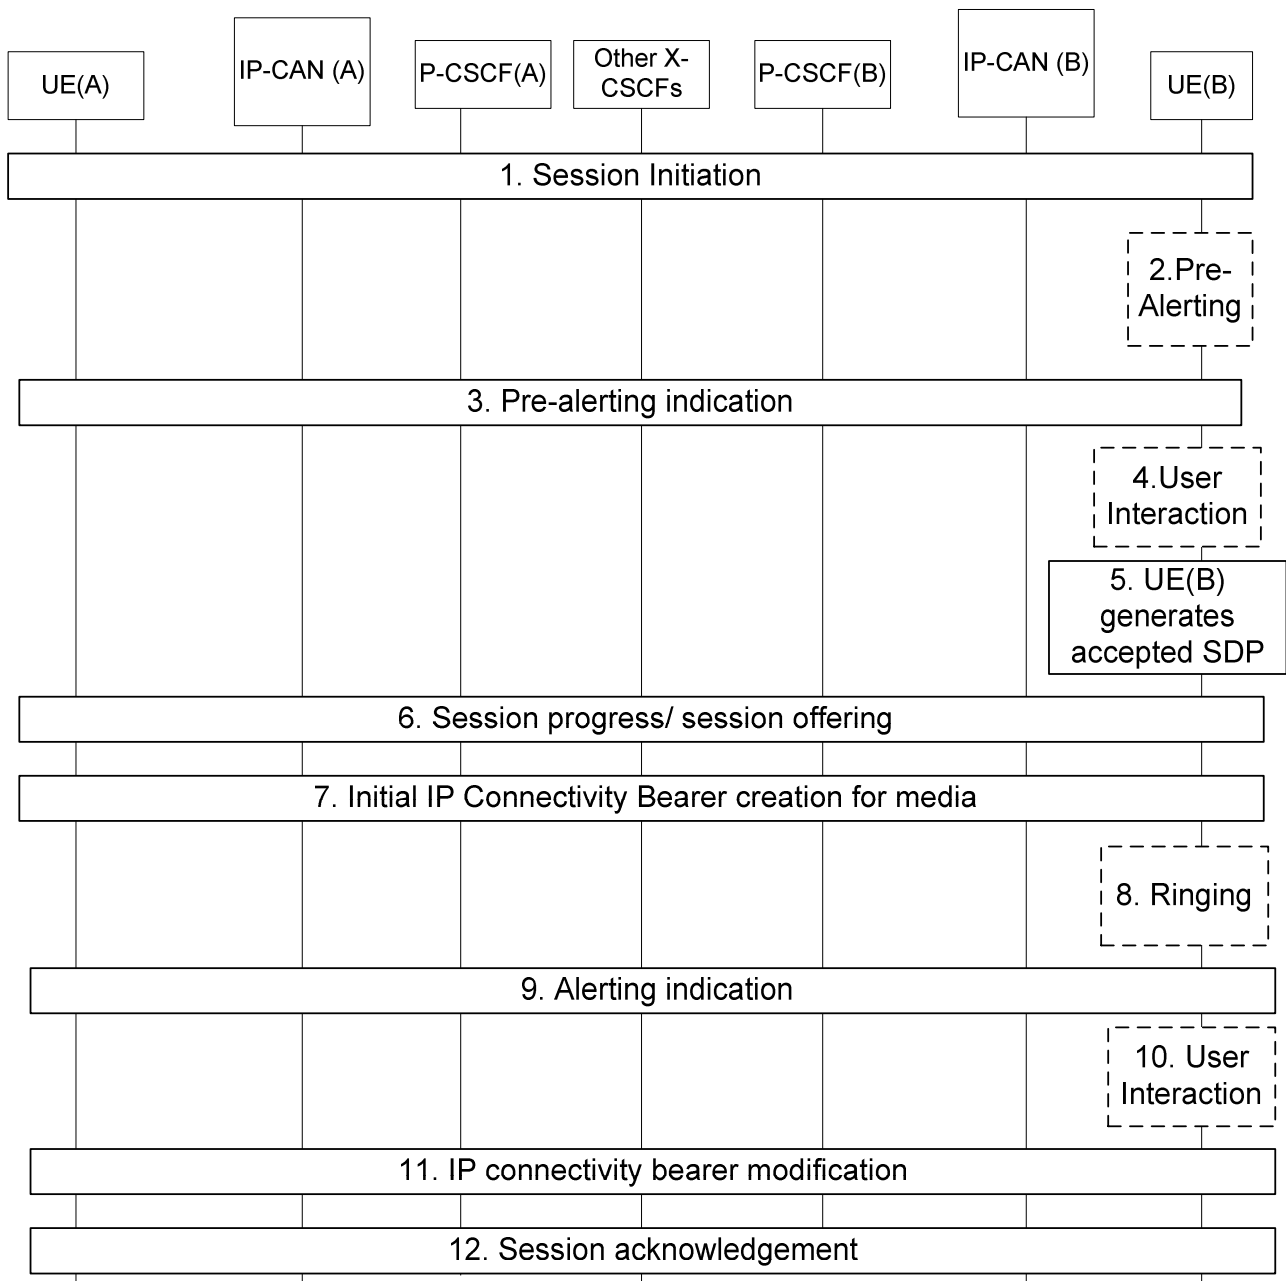 UE(A)
IP-CAN (A)
P-CSCF(A)
Other X-
CSCFs
P-CSCF(B)
IP-CAN (B)
UE(B)
1. Session Initiation
2.Pre-
Alerting
3. Pre-alerting indication
4.User
Interaction
5. UE(B)
generates
accepted SDP
6. Session progress/ session offering
7. Initial IP Connectivity Bearer creation for media
8. Ringing
9. Alerting indication
10. User
Interaction
11. IP connectivity bearer modification
12. Session acknowledgement